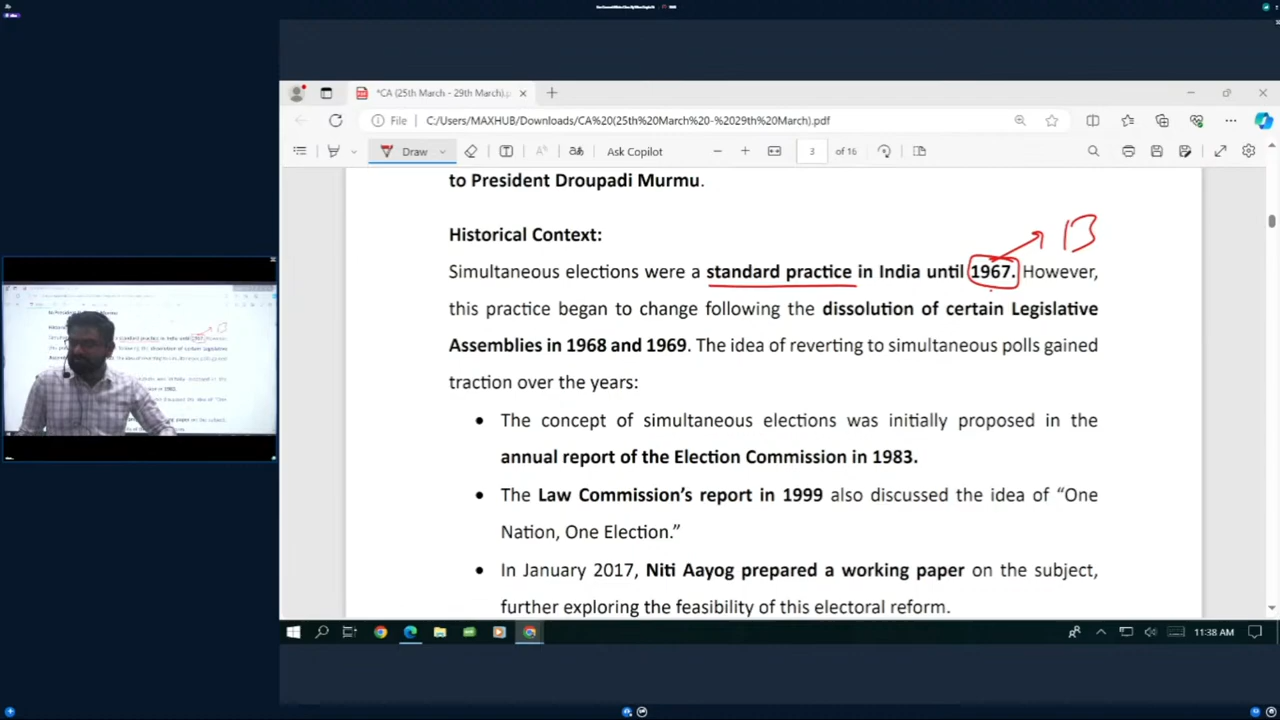 *CA (25th March - 29th March).p
File
C:/Users/MAXHUB/Downloads/CA%20(25th%20March%20-%2029th%20March).pdf
Draw
Ask Copilot
3 of 16
to President Droupadi Murmu.
Historical Context:
13
Simultaneous elections were a standard practice in India until 1967. However,
this practice began to change following the dissolution of certain Legislative
Assemblies in 1968 and 1969. The idea of reverting to simultaneous polls gained
traction over the years:
• The concept of simultaneous elections was initially proposed in the
annual report of the Election Commission in 1983.
• The Law Commission's report in 1999 also discussed the idea of “One
Nation, One Election.”
• In January 2017, Niti Aayog prepared a working paper on the subject,
further exploring the feasibility of this electoral reform.
11:38 AM